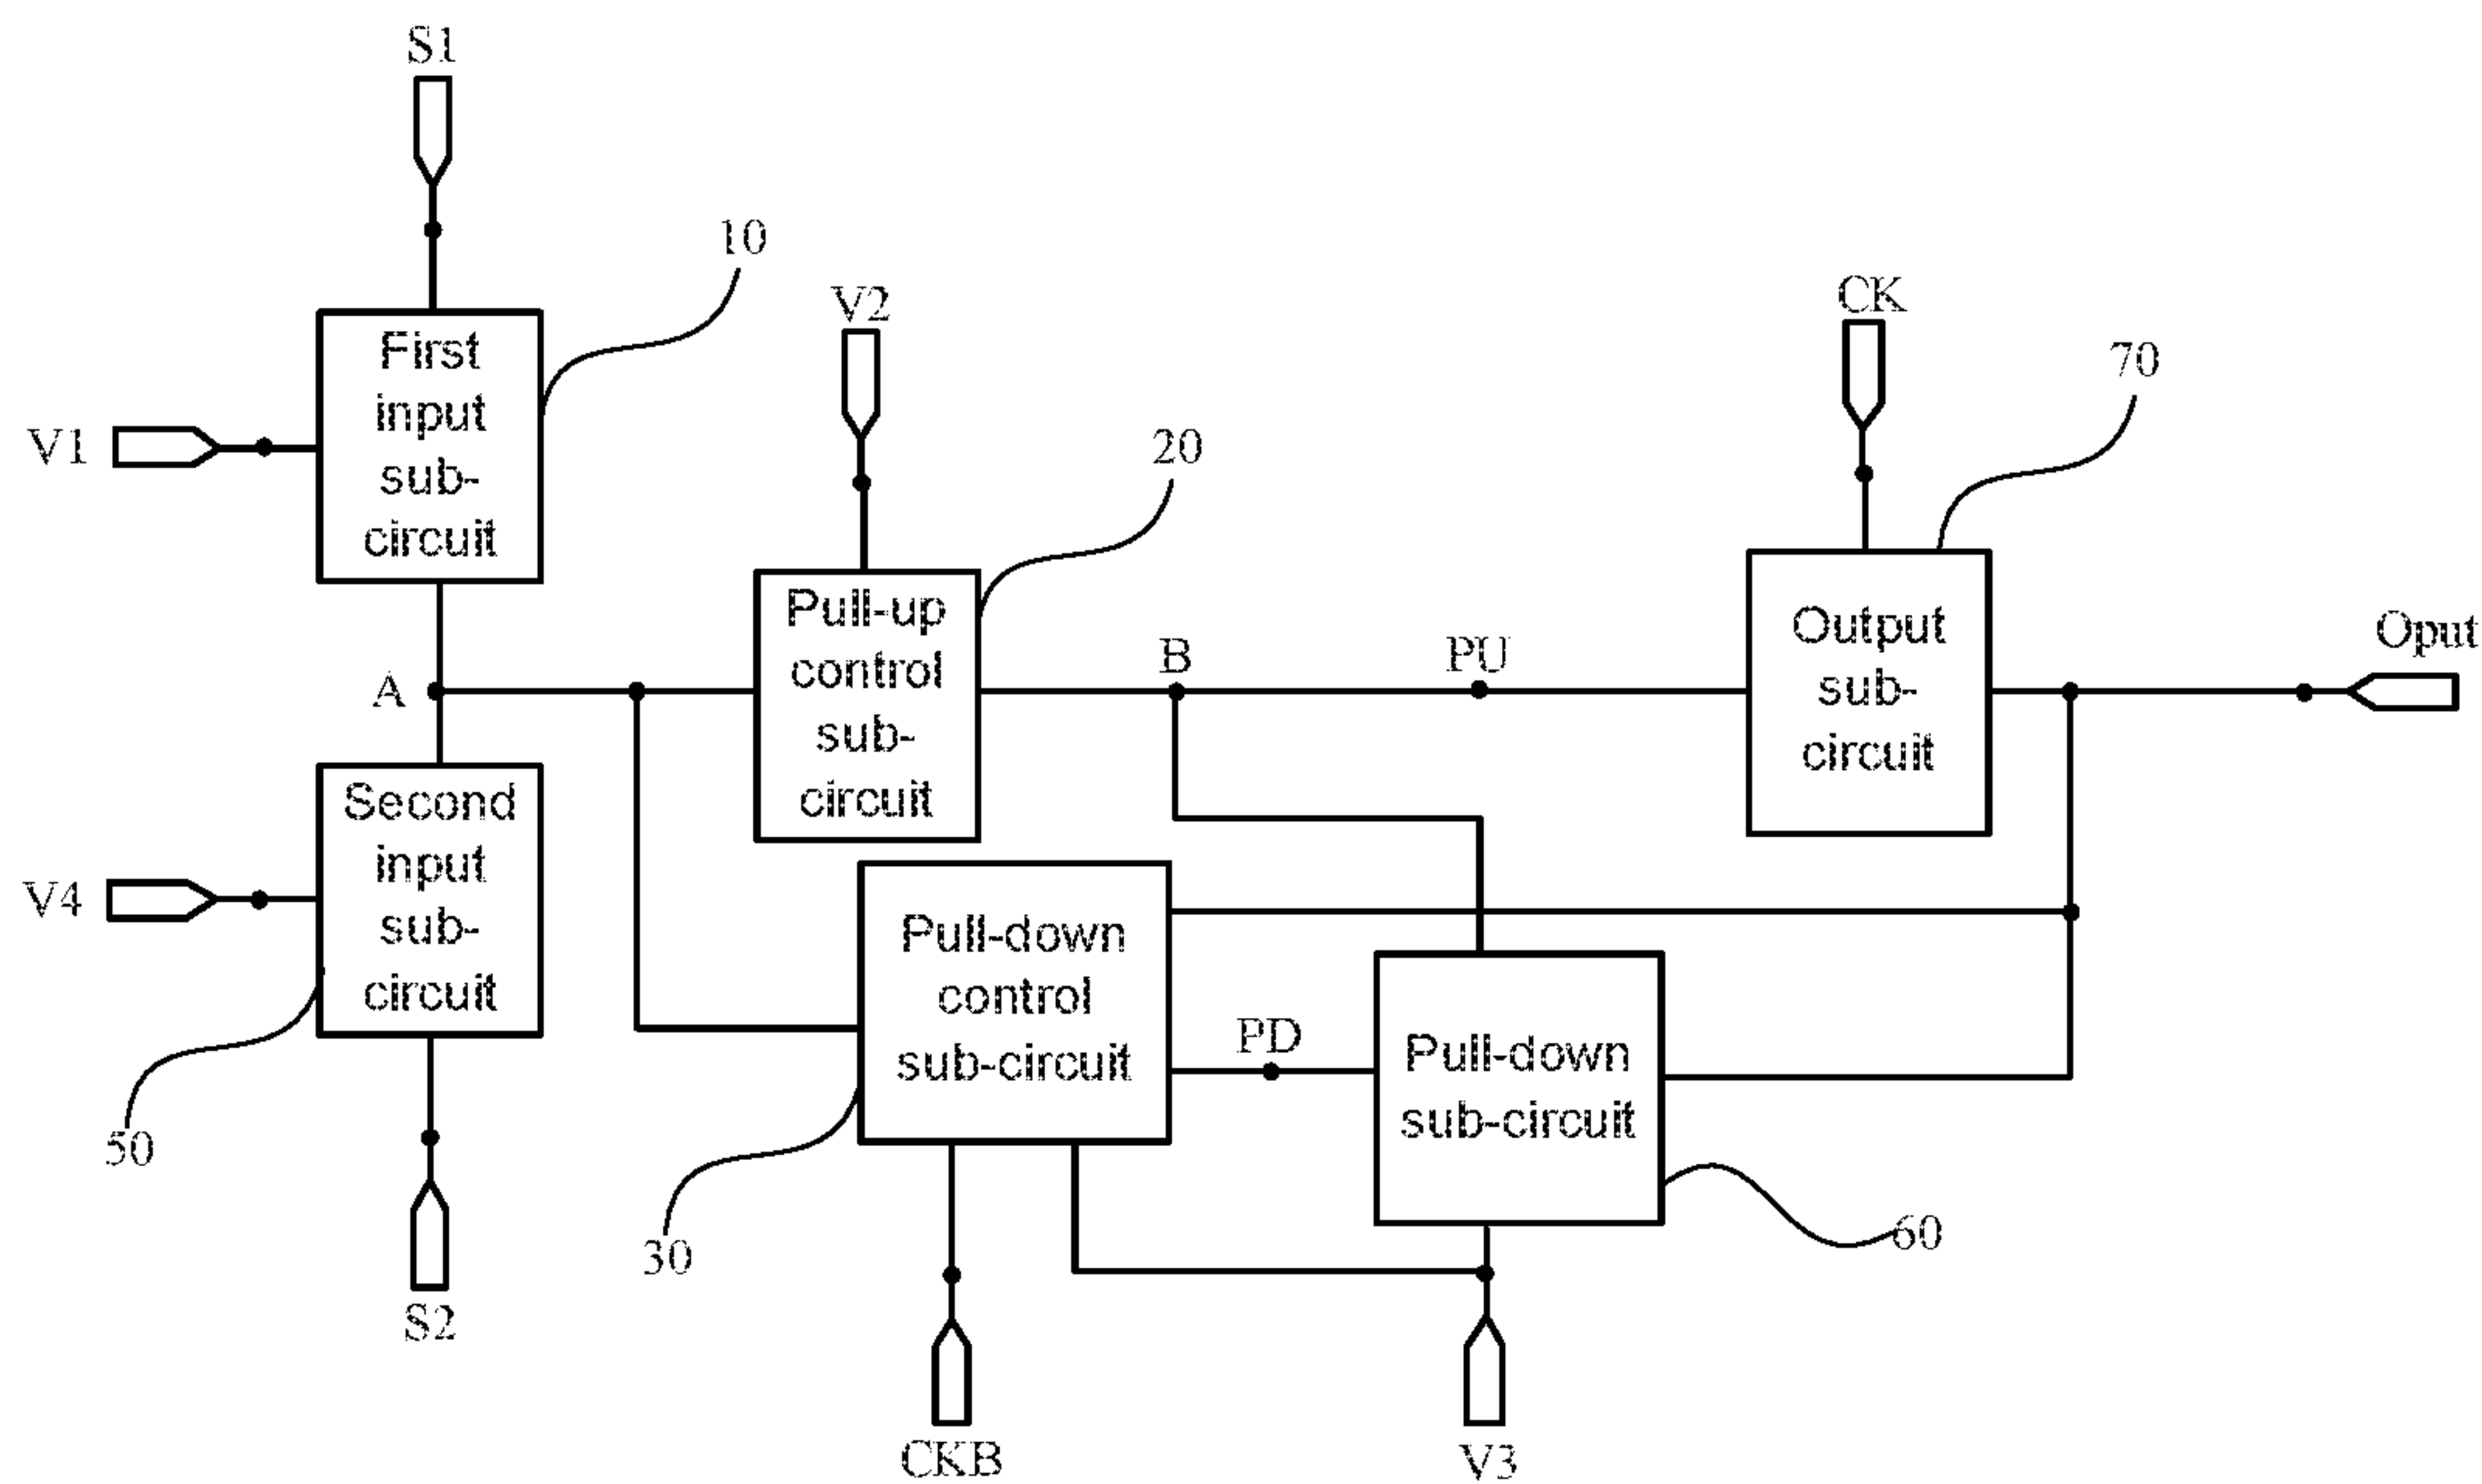 S1
10
V2
CK
First
input
sub-
circuit
70
V1
20
Pull-up
control
sub-
circuit
B
PU
Output
sub-
circuit
Oput
A
Second
input
sub-
circuit
V4
Pull-down
control
sub-circuit
PD
Pull-down
sub-circuit
50
30
60
S2
CKB
V3